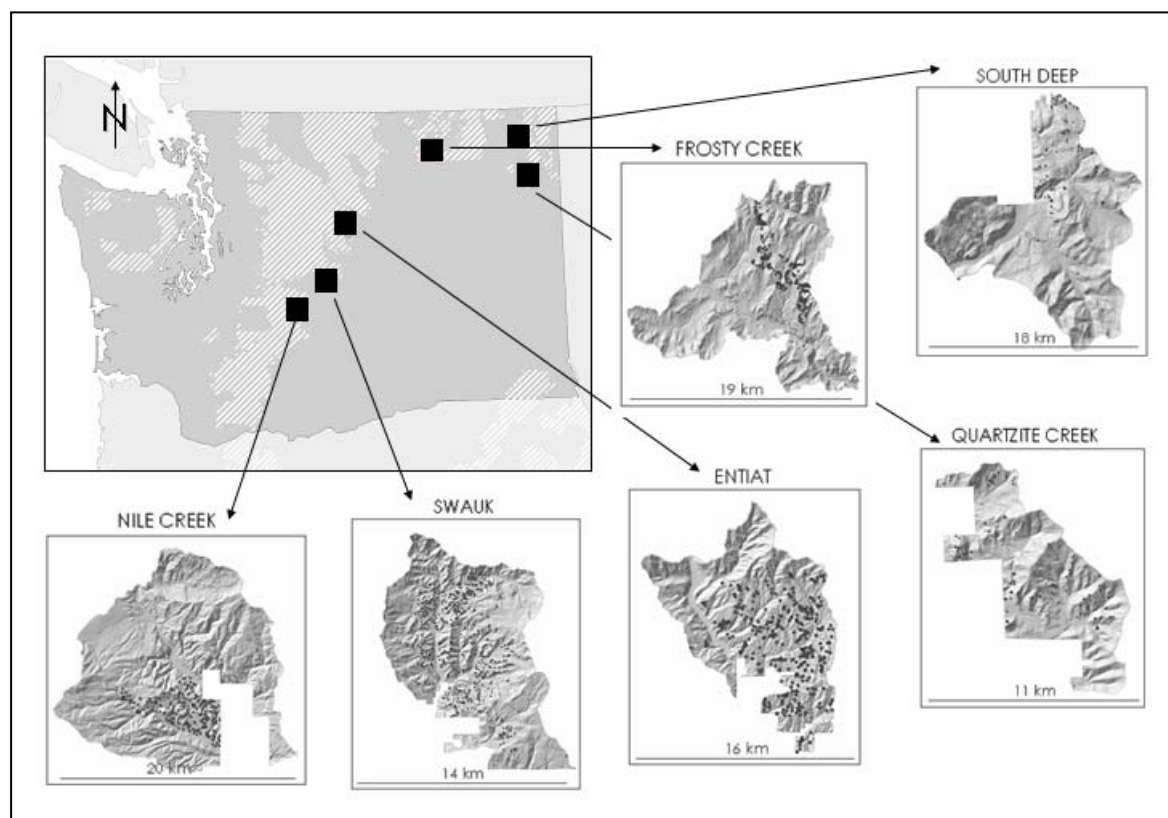 N
SOUTH DEEP
18 km
FROSTY CREEK
19 km
QUARTZITE CREEK
11 km
ENTIAT
16 km
SWAUK
14 km
NILE CREEK
20 km